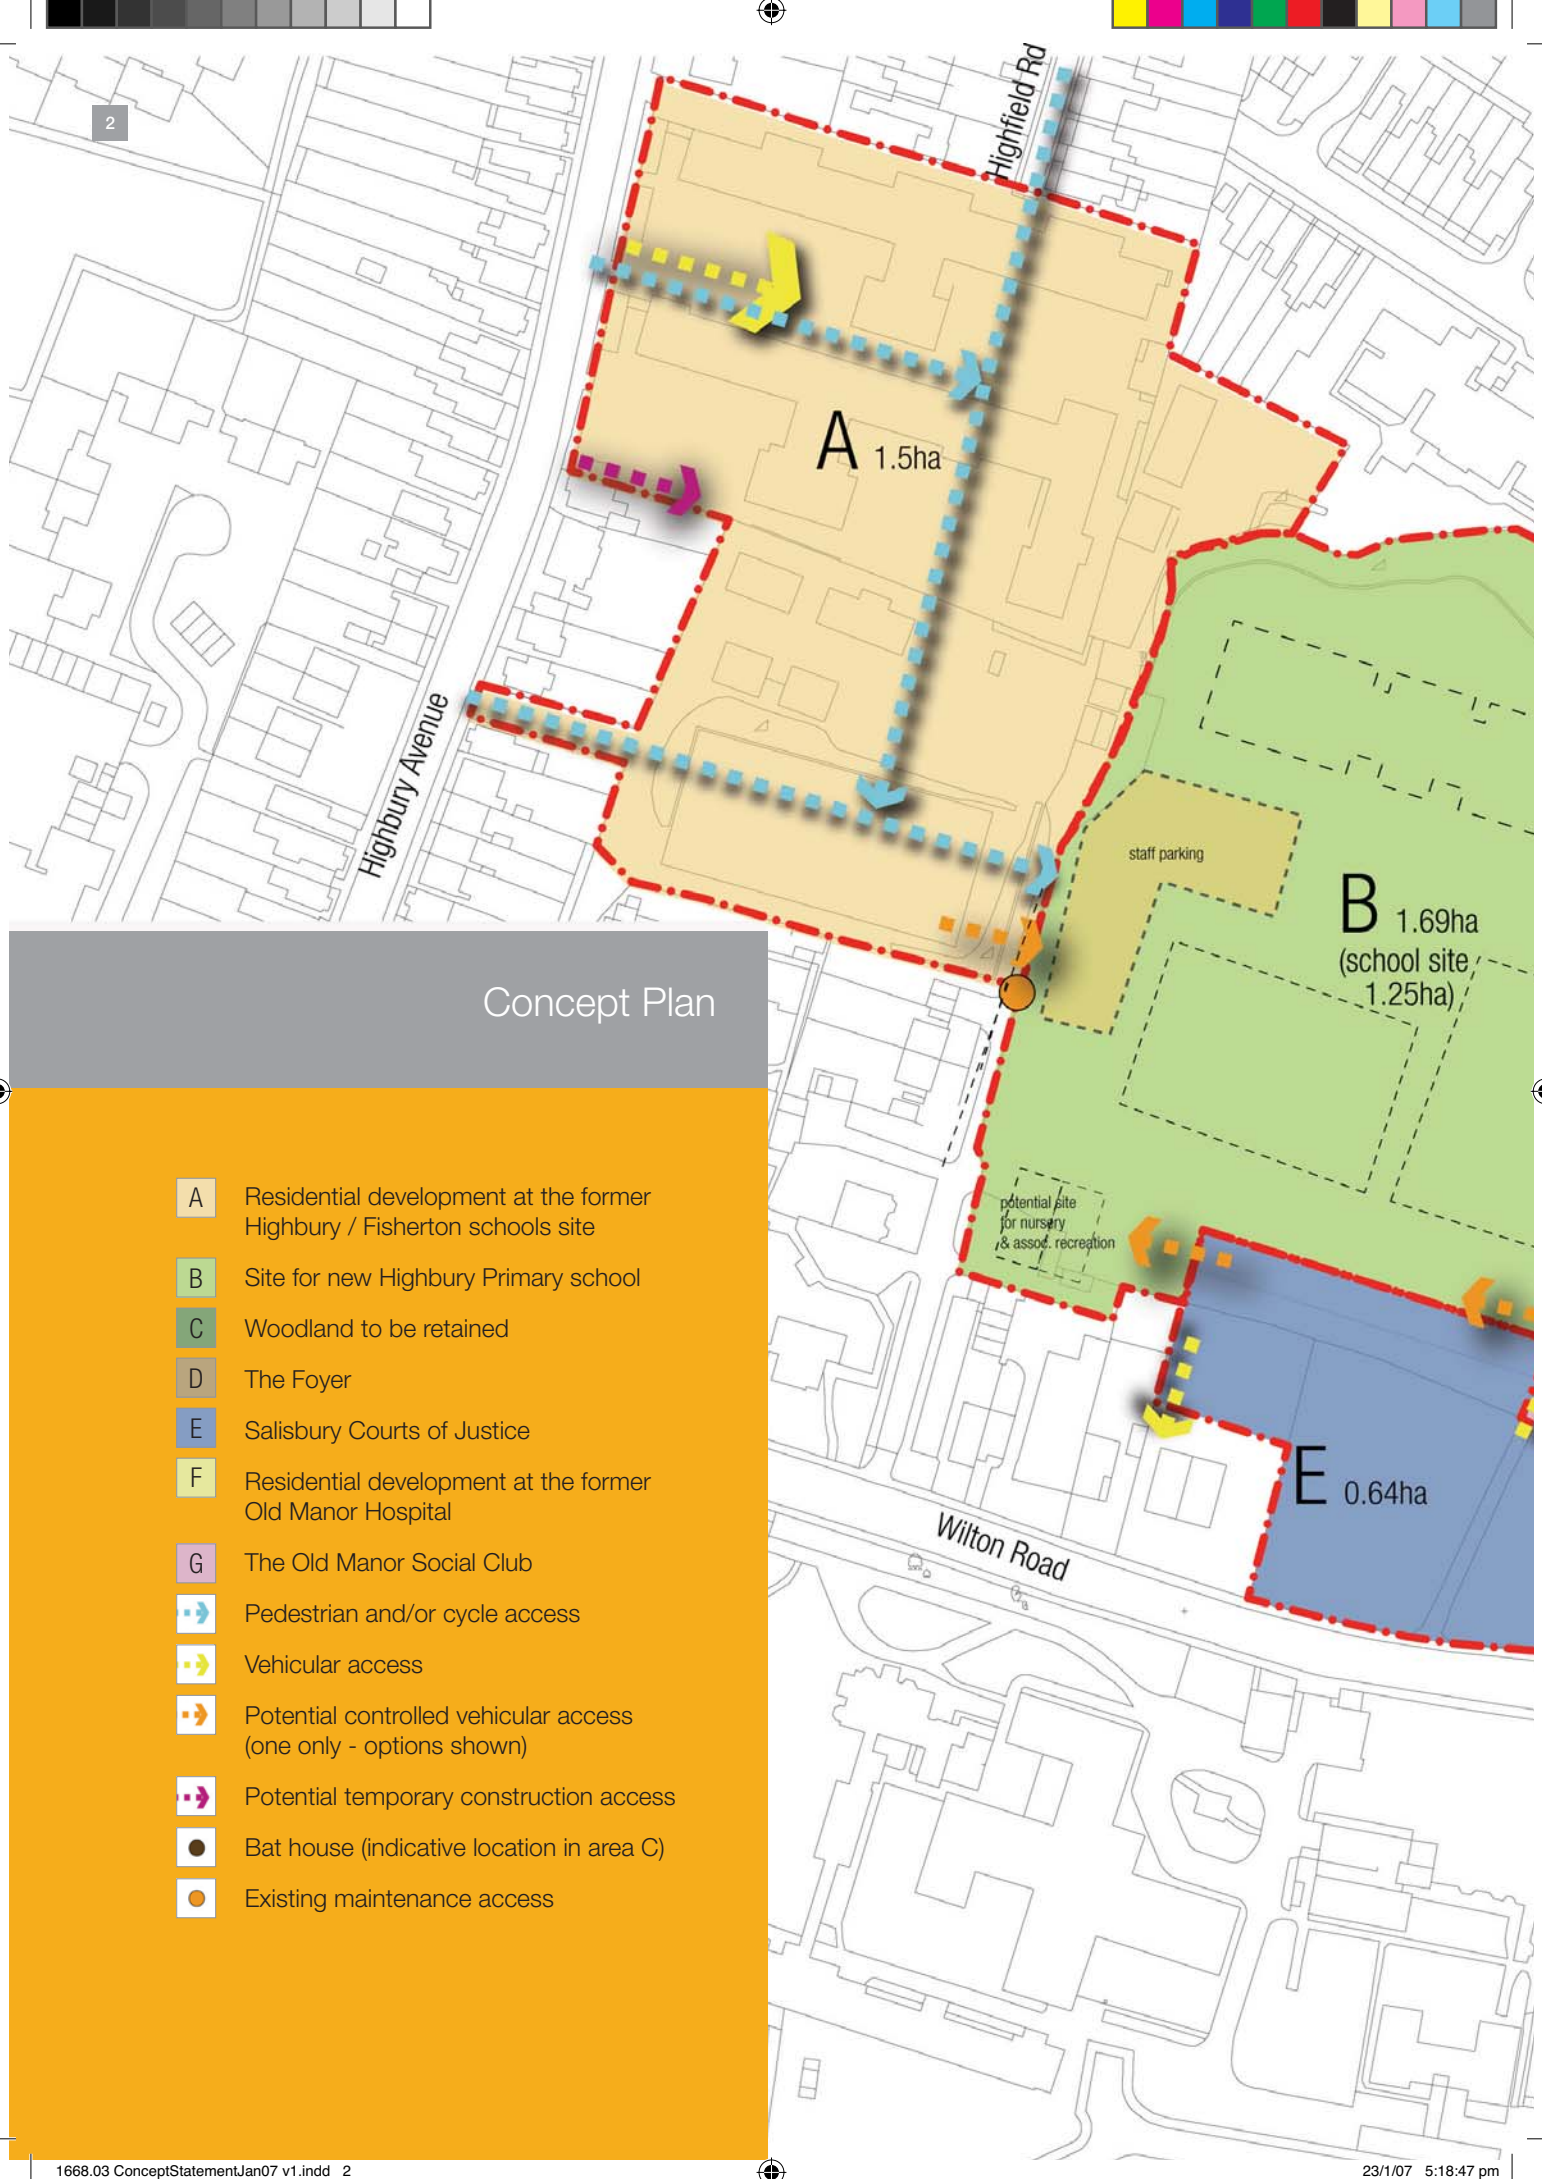 2
Highfield Rd
A 1.5ha
Highbury Avenue
staff parking
B 1.69ha
(school site
1.25ha)
Concept Plan
potential site
for nursery
& assoc. recreation
E 0.64ha
Wilton Road
A Residential development at the former
Highbury / Fisherton schools site
B Site for new Highbury Primary school
C Woodland to be retained
D The Foyer
E Salisbury Courts of Justice
F Residential development at the former
Old Manor Hospital
G The Old Manor Social Club
Pedestrian and/or cycle access
Vehicular access
Potential controlled vehicular access
(one only - options shown)
Potential temporary construction access
Bat house (indicative location in area C)
Existing maintenance access
1668.03 ConceptStatementJan07 v1.indd 2
23/1/07 5:18:47 pm